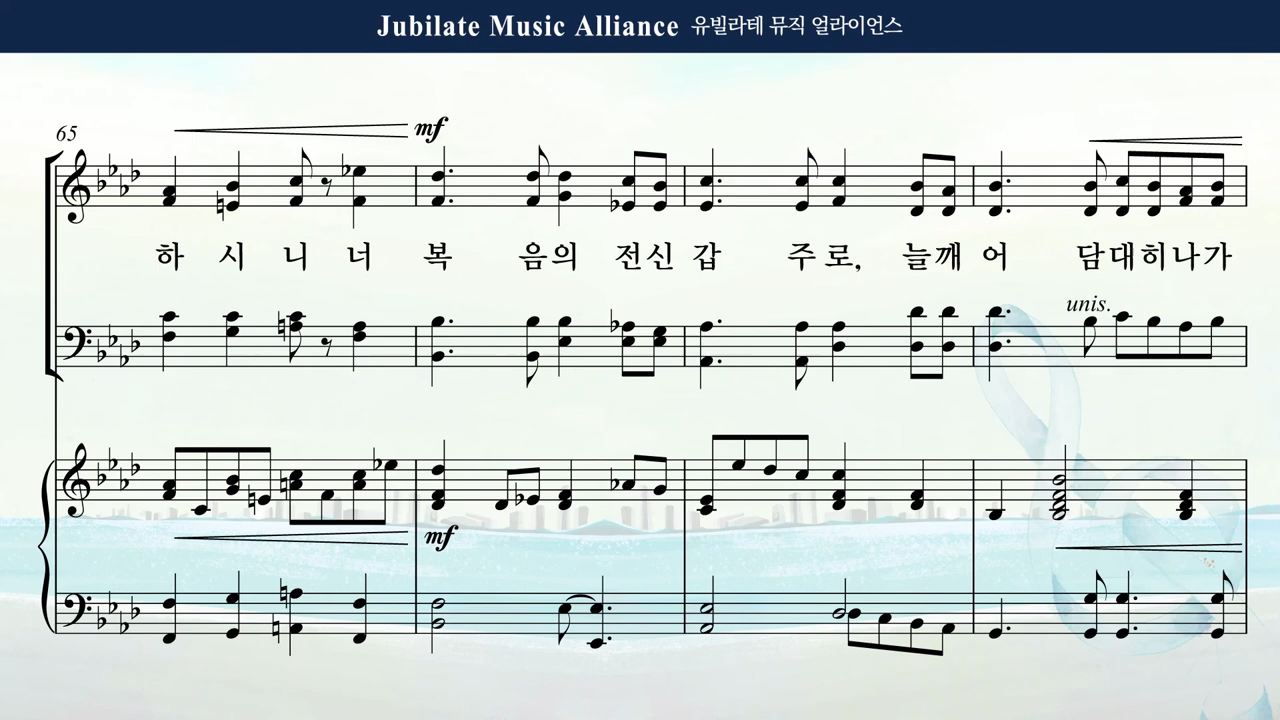 Jubilate Music Alliance 유빌라테 뮤직 얼라이언스
65
mf
하 시 니 너 복 음의 전신 갑 주 로, 늘깨 어 담대히나가
unis.
mf